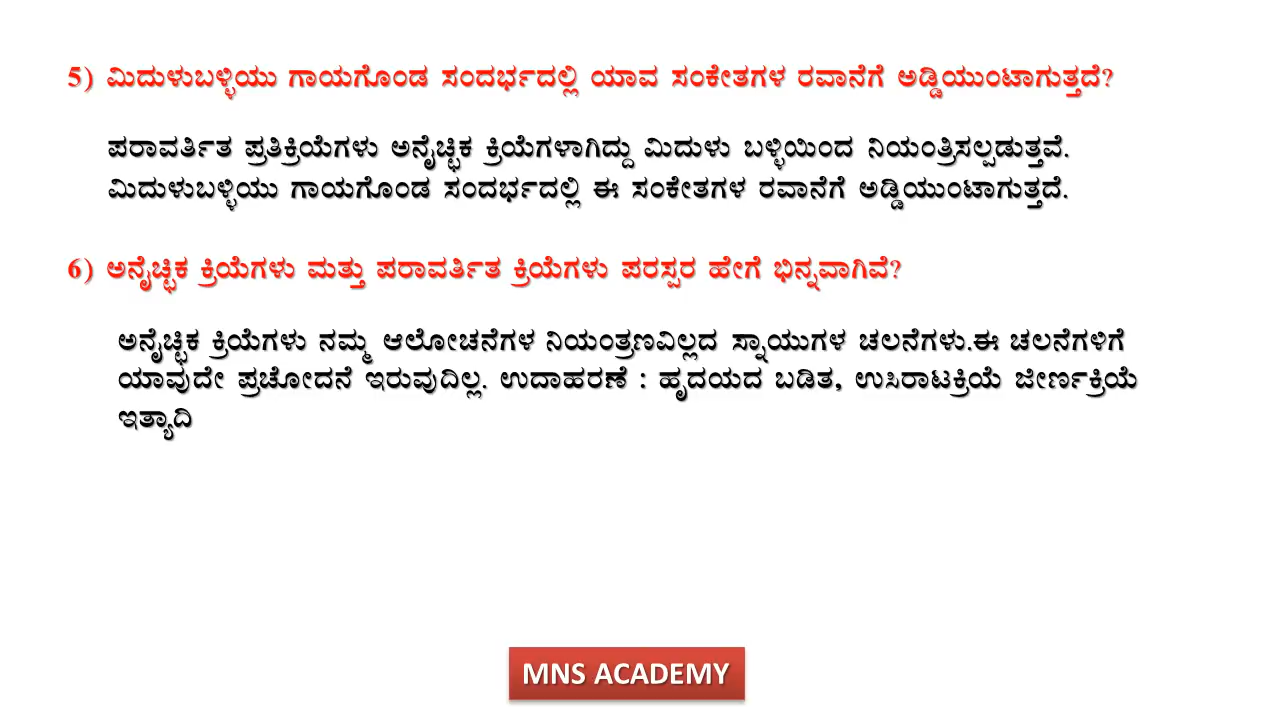 5) ಮಿದುಳುಬಳ್ಳಿಯು ಗಾಯಗೊಂಡ ಸಂದರ್ಭದಲ್ಲಿ ಯಾವ ಸಂಕೇತಗಳ ರವಾನೆಗೆ ಅಡ್ಡಿಯುಂಟಾಗುತ್ತದೆ?
ಪರಾವರ್ತಿತ ಪ್ರತಿಕ್ರಿಯೆಗಳು ಅನೈಚ್ಛಿಕ ಕ್ರಿಯೆಗಳಾಗಿದ್ದು ಮಿದುಳು ಬಳ್ಳಿಯಿಂದ ನಿಯಂತ್ರಿಸಲ್ಪಡುತ್ತವೆ.
ಮಿದುಳುಬಳ್ಳಿಯು ಗಾಯಗೊಂಡ ಸಂದರ್ಭದಲ್ಲಿ ಈ ಸಂಕೇತಗಳ ರವಾನೆಗೆ ಅಡ್ಡಿಯುಂಟಾಗುತ್ತದೆ.
6) ಅನೈಚ್ಛಿಕ ಕ್ರಿಯೆಗಳು ಮತ್ತು ಪರಾವರ್ತಿತ ಕ್ರಿಯೆಗಳು ಪರಸ್ಪರ ಹೇಗೆ ಭಿನ್ನವಾಗಿವೆ?
ಅನೈಚ್ಛಿಕ ಕ್ರಿಯೆಗಳು ನಮ್ಮ ಆಲೋಚನೆಗಳ ನಿಯಂತ್ರಣವಿಲ್ಲದ ಸ್ನಾಯುಗಳ ಚಲನೆಗಳು.ಈ ಚಲನೆಗಳಿಗೆ
ಯಾವುದೇ ಪ್ರಚೋದನೆ ಇರುವುದಿಲ್ಲ. ಉದಾಹರಣೆ : ಹೃದಯದ ಬಡಿತ, ಉಸಿರಾಟಕ್ರಿಯೆ ಜೀರ್ಣಕ್ರಿಯೆ
ಇತ್ಯಾದಿ
MNS ACADEMY